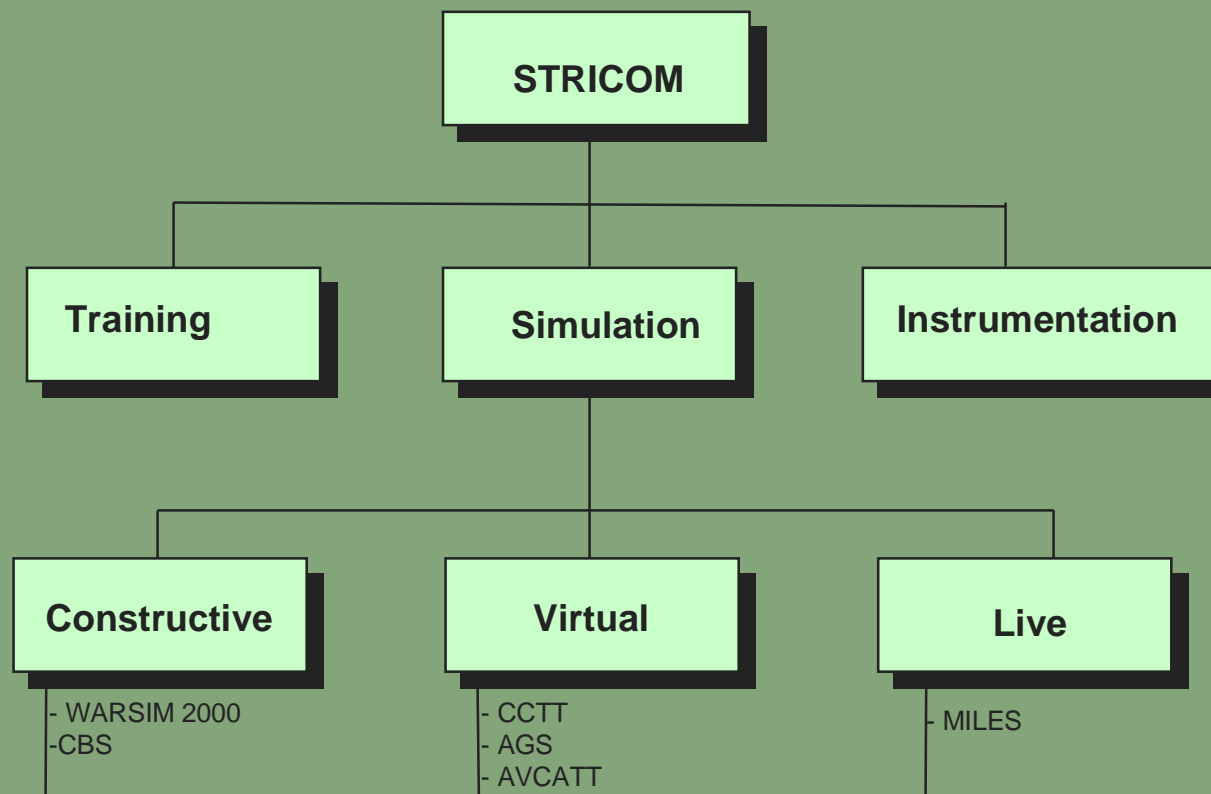 STRICOM
Training
Simulation
Instrumentation
Constructive
Virtual
Live
- WARSIM 2000
-CBS
- CCTT
- AGS
- AVCATT
- MILES